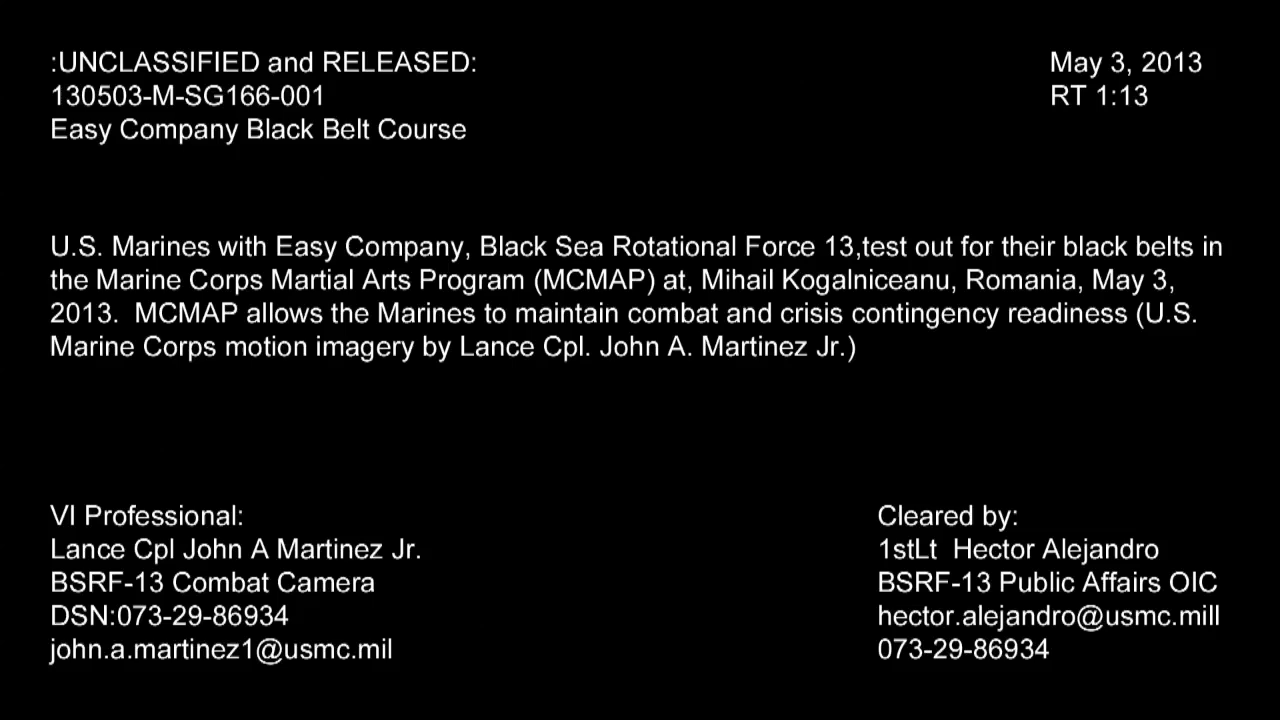 :UNCLASSIFIED and RELEASED:
130503-M-SG166-001
Easy Company Black Belt Course
May 3, 2013
RT 1:13
U.S. Marines with Easy Company, Black Sea Rotational Force 13,test out for their black belts in
the Marine Corps Martial Arts Program (MCMAP) at, Mihail Kogalniceanu, Romania, May 3,
2013.  MCMAP allows the Marines to maintain combat and crisis contingency readiness (U.S.
Marine Corps motion imagery by Lance Cpl. John A. Martinez Jr.)
VI Professional:
Lance Cpl John A Martinez Jr.
BSRF-13 Combat Camera
DSN:073-29-86934
john.a.martinez1@usmc.mil
Cleared by:
1stLt  Hector Alejandro
BSRF-13 Public Affairs OIC
hector.alejandro@usmc.mill
073-29-86934